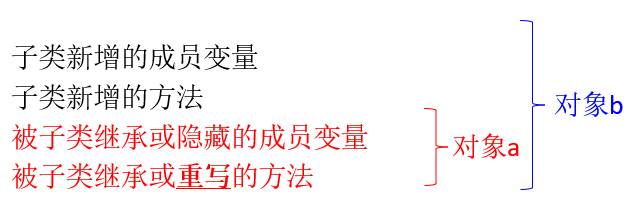 子类新增的成员变量
子类新增的方法
被子类继承或隐藏的成员变量
被子类继承或重写的方法
对象a
对象b